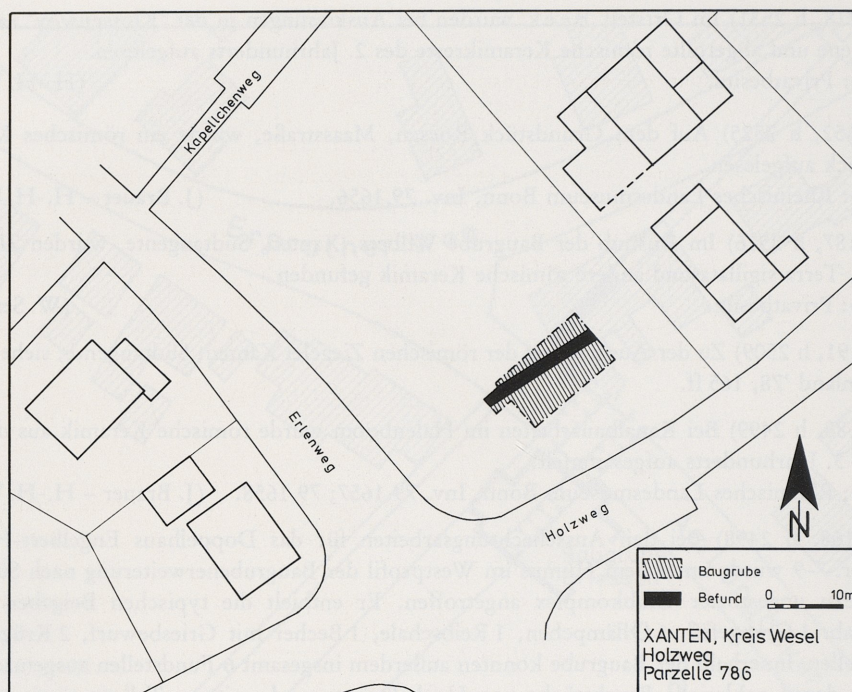 Kapellchenweg
Erlenweg
Holzweg
N
Baugrube
Befund
0 10m
XANTEN, Kreis Wesel
Holzweg
Parzelle 786